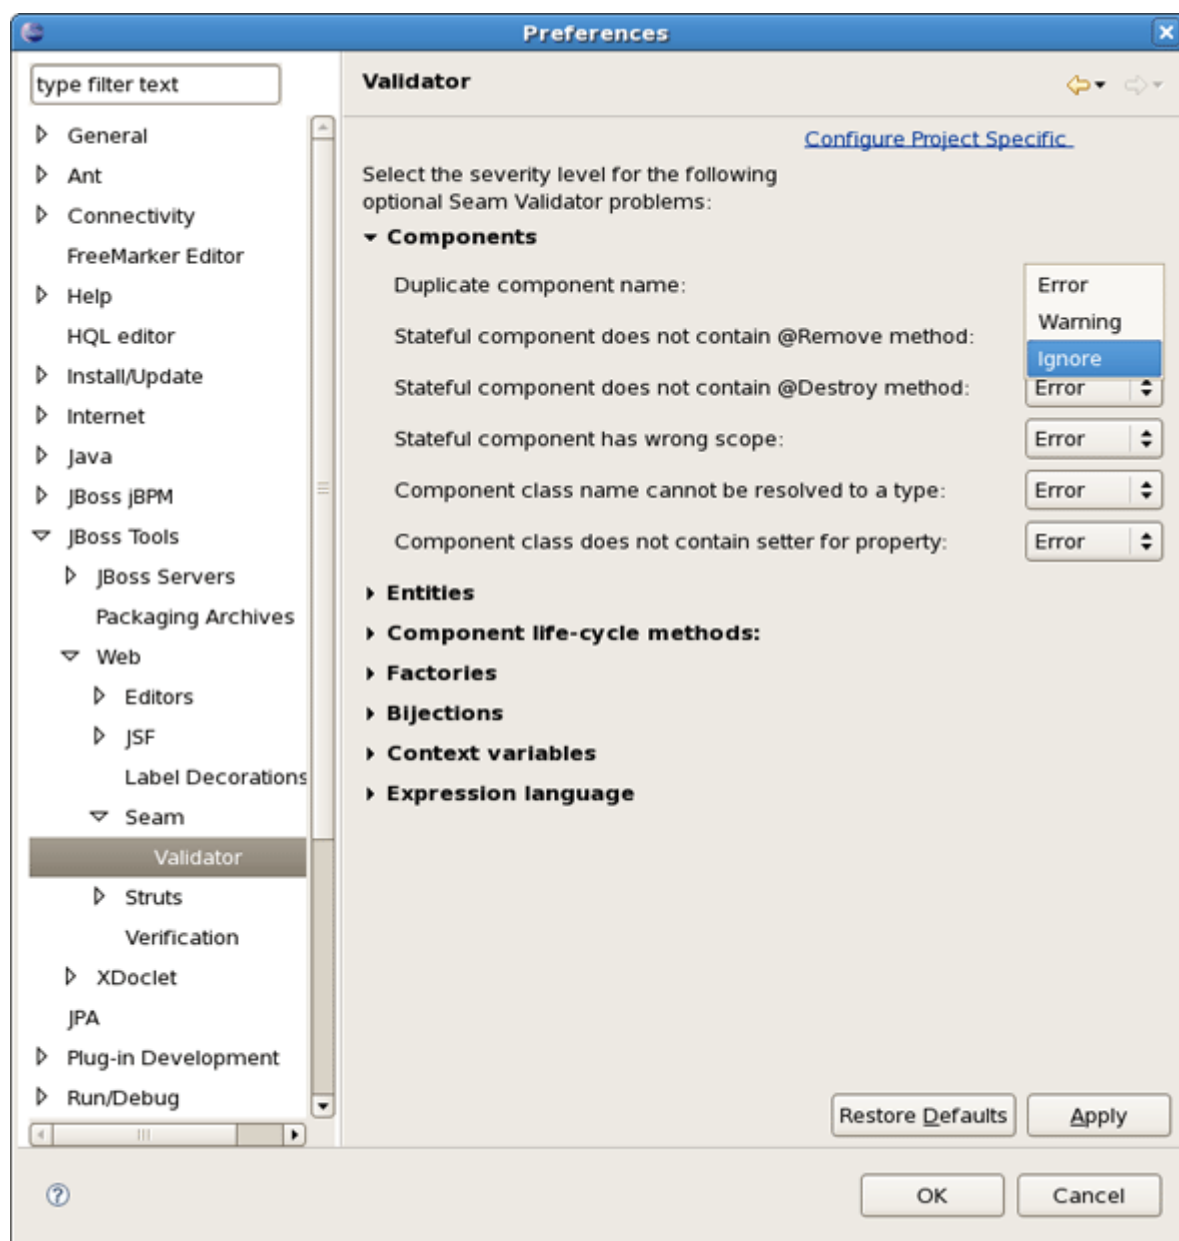 Preferences
type filter text
General
Ant
Connectivity
FreeMarker Editor
Help
HQL editor
Install/Update
Internet
Java
JBoss jBPM
JBoss Tools
JBoss Servers
Packaging Archives
Web
Editors
JSF
Label Decorations
Seam
Validator
Struts
Verification
XDoclet
JPA
Plug-in Development
Run/Debug
Validator
Configure Project Specific
Select the severity level for the following
optional Seam Validator problems:
Components
Duplicate component name:
Error
Warning
Ignore
Stateful component does not contain @Remove method:
Stateful component does not contain @Destroy method: Error
Stateful component has wrong scope: Error
Component class name cannot be resolved to a type: Error
Component class does not contain setter for property: Error
Entities
Component life-cycle methods:
Factories
Bijections
Context variables
Expression language
Restore Defaults Apply
? OK Cancel